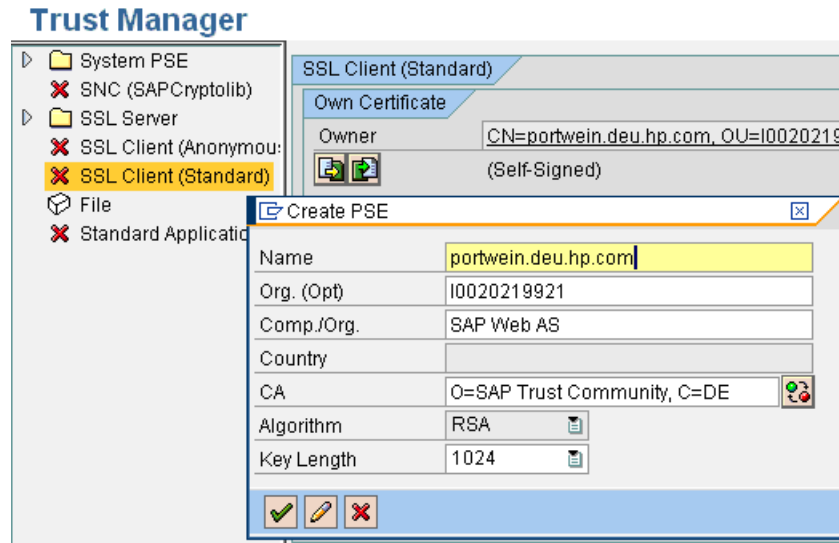 Trust Manager
System PSE
SNC (SAPCryptolib)
SSL Server
SSL Client (Anonymou
SSL Client (Standard)
File
Standard Applicatio
SSL Client (Standard)
Own Certificate
Owner CN=portwein.deu.hp.com, OU=I0020219
(Self-Signed)
Create PSE
Name portwein.deu.hp.com
Org. (Opt) I0020219921
Comp./Org. SAP Web AS
Country
CA O=SAP Trust Community, C=DE
Algorithm RSA
Key Length 1024